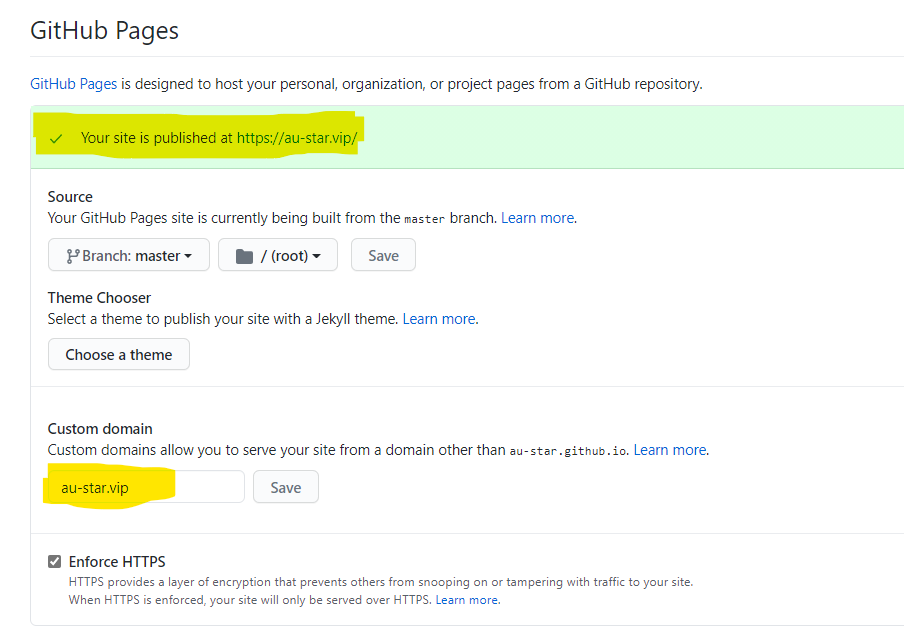 GitHub Pages
GitHub Pages is designed to host your personal, organization, or project pages from a GitHub repository.
Your site is published at https://au-star.vip/
Source
Your GitHub Pages site is currently being built from the master branch. Learn more.
Branch: master
/ (root)
Save
Theme Chooser
Select a theme to publish your site with a Jekyll theme. Learn more.
Choose a theme
Custom domain
Custom domains allow you to serve your site from a domain other than au-star.github.io. Learn more.
au-star.vip
Save
Enforce HTTPS
HTTPS provides a layer of encryption that prevents others from snooping on or tampering with traffic to your site.
When HTTPS is enforced, your site will only be served over HTTPS. Learn more.